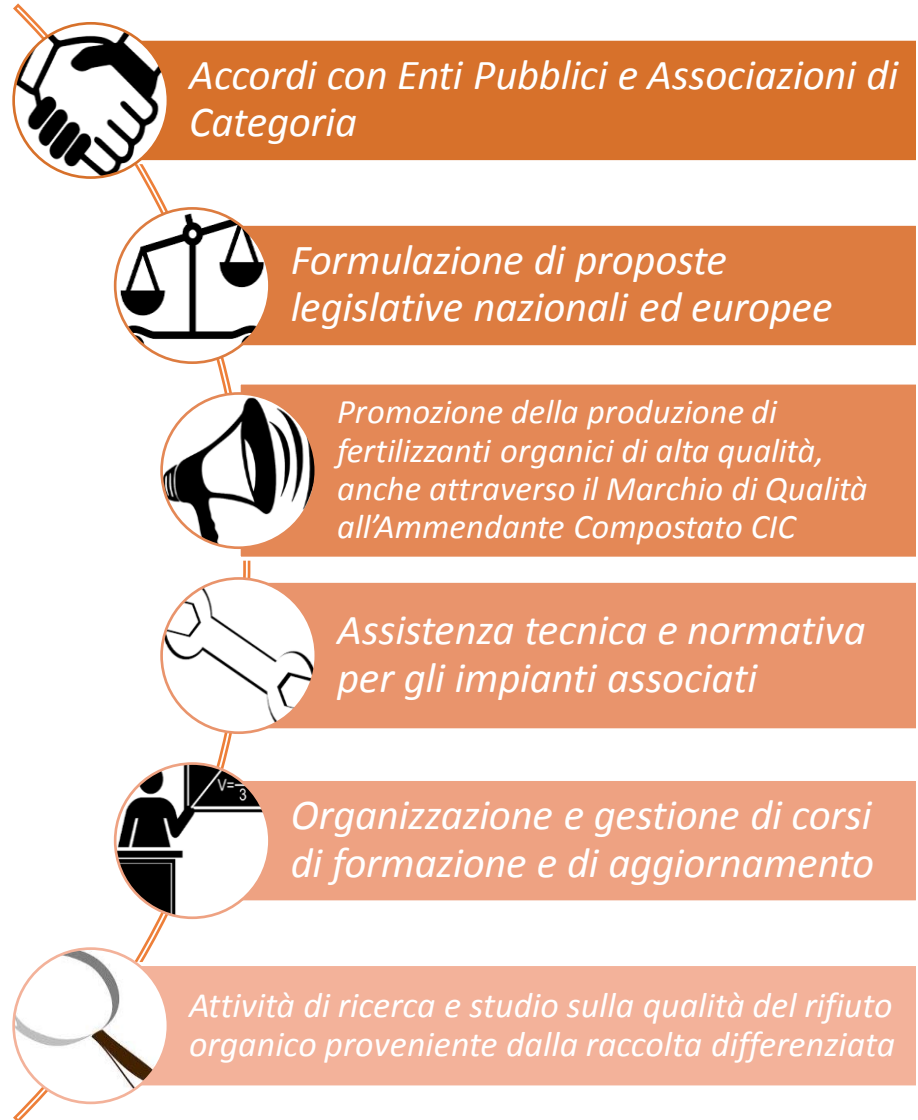 Accordi con Enti Pubblici e Associazioni di
Categoria
Formulazione di proposte
legislative nazionali ed europee
Promozione della produzione di
fertilizzanti organici di alta qualità,
anche attraverso il Marchio di Qualità
all’Ammendante Compostato CIC
Assistenza tecnica e normativa
per gli impianti associati
V=
3
Organizzazione e gestione di corsi
di formazione e di aggiornamento
Attività di ricerca e studio sulla qualità del rifiuto
organico proveniente dalla raccolta differenziata